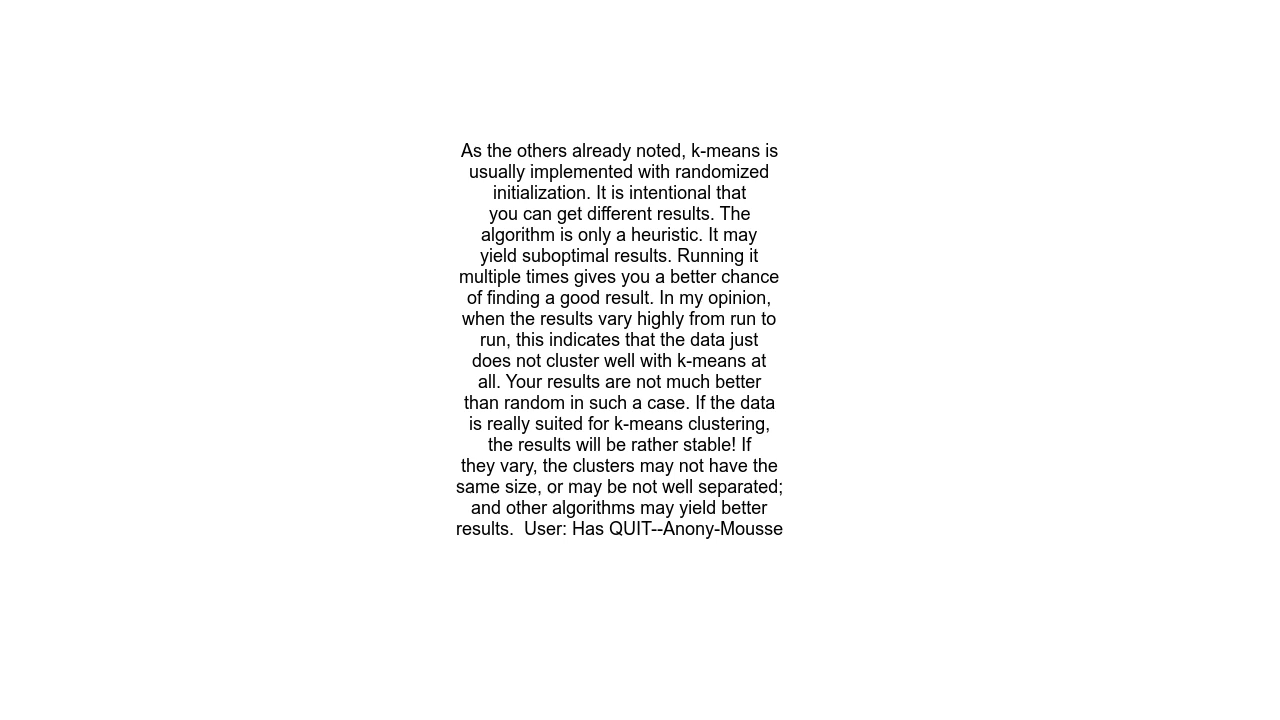 As the others already noted, k-means is
usually implemented with randomized
initialization. It is intentional that
you can get different results. The
algorithm is only a heuristic. It may
yield suboptimal results. Running it
multiple times gives you a better chance
of finding a good result. In my opinion,
when the results vary highly from run to
run, this indicates that the data just
does not cluster well with k-means at
all. Your results are not much better
than random in such a case. If the data
is really suited for k-means clustering,
the results will be rather stable! If
they vary, the clusters may not have the
same size, or may be not well separated;
and other algorithms may yield better
results.  User: Has QUIT--Anony-Mousse